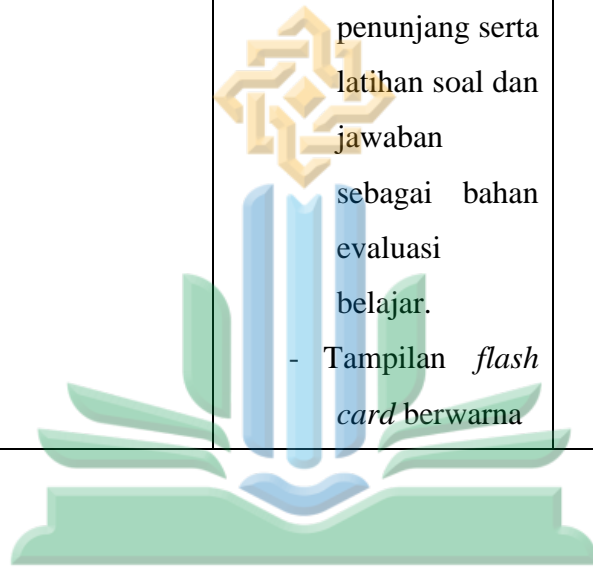 penunjang serta
latihan soal dan
jawaban
sebagai bahan
evaluasi
belajar.
- Tampilan flash
card berwarna